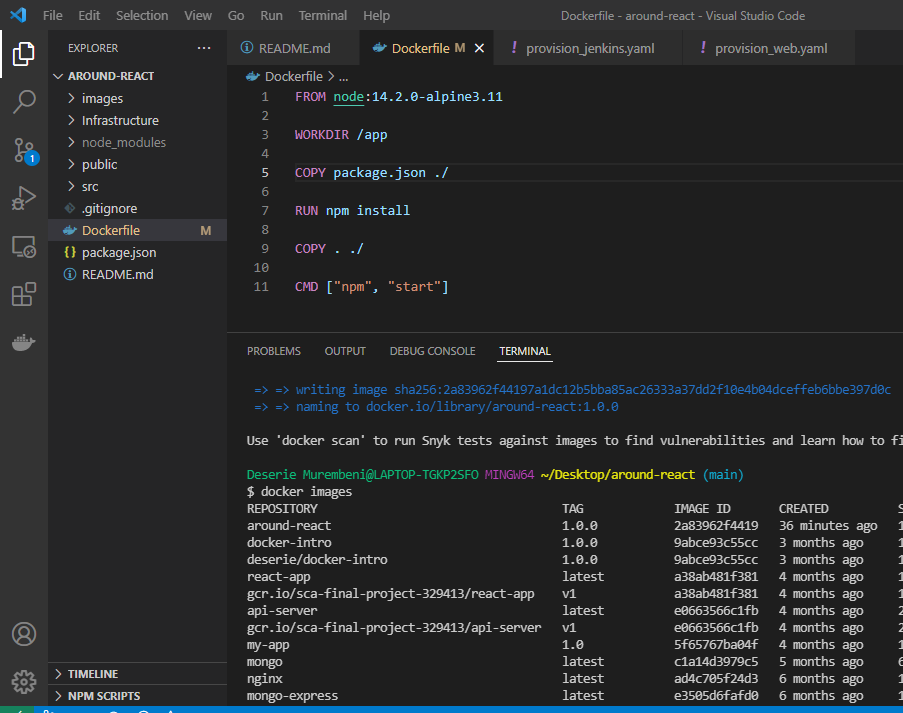 File Edit Selection View Go Run Terminal Help Dockerfile - around-react - Visual Studio Code
EXPLORER ...
README.md Dockerfile M provision_jenkins.yaml provision_web.yaml
AROUND-REACT
images
Infrastructure
node_modules
public
src
.gitignore
Dockerfile M
package.json
README.md
TIMELINE
NPM SCRIPTS
1
Dockerfile > ...
1 FROM node:14.2.0-alpine3.11
2
3 WORKDIR /app
4
5 COPY package.json ./
6
7 RUN npm install
8
9 COPY . ./
10
11 CMD ["npm", "start"]
PROBLEMS OUTPUT DEBUG CONSOLE TERMINAL
=> => writing image sha256:2a83962f44197a1dc12b5bba85ac26333a37dd2f10e4b04dceffeb6bbe397d0c
=> => naming to docker.io/library/around-react:1.0.0
Use 'docker scan' to run Snyk tests against images to find vulnerabilities and learn how to fi
Deserie Murembeni@LAPTOP-TGKP2SFO MINGW64 ~/Desktop/around-react (main)
$ docker images
REPOSITORY TAG IMAGE ID CREATED S
around-react 1.0.0 2a83962f4419 36 minutes ago 1
docker-intro 1.0.0 9abce93c55cc 3 months ago 1
deserie/docker-intro 1.0.0 9abce93c55cc 3 months ago 1
react-app latest a38ab481f381 4 months ago 1
gcr.io/sca-final-project-329413/react-app v1 a38ab481f381 4 months ago 1
api-server latest e0663566c1fb 4 months ago 2
gcr.io/sca-final-project-329413/api-server v1 e0663566c1fb 4 months ago 2
my-app 1.0 5f65767ba04f 4 months ago 1
mongo latest c1a14d3979c5 5 months ago 6
nginx latest ad4c705f24d3 6 months ago 1
mongo-express latest e3505d6fafd0 6 months ago 1